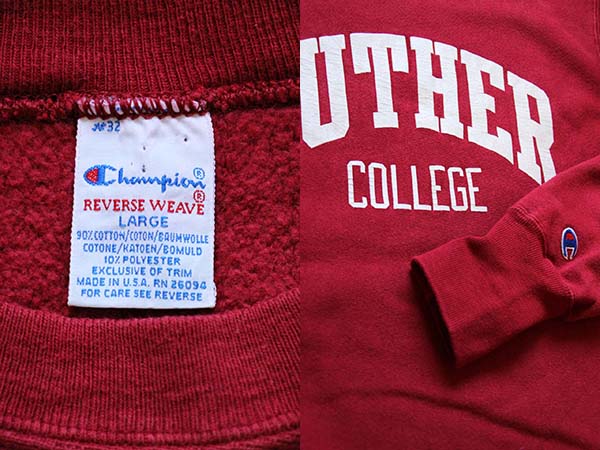 #32
Champion®
REVERSE WEAVE®
LARGE
90% COTTON/COTON/BAUMWOLLE
COTONE/KATOEN/BOMULD
10% POLYESTER
EXCLUSIVE OF TRIM
MADE IN U.S.A. RN 26094
FOR CARE SEE REVERSE
UTHER
COLLEGE